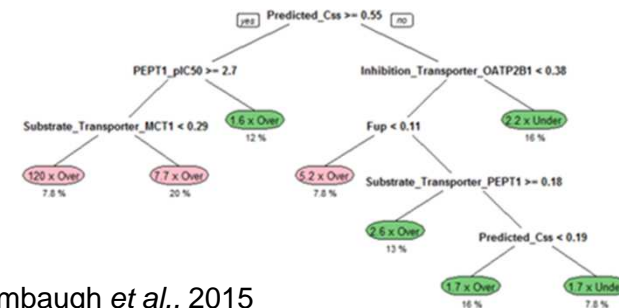 yes Predicted_Css >= 0.55 no
PEPT1_pIC50 >= 2.7
Inhibition_Transporter_OATP2B1 < 0.38
Substrate_Transporter_MCT1 < 0.29
1.6 x Over
12 %
Fup < 0.11
2.2 x Under
16 %
120 x Over
7.8 %
7.7 x Over
20 %
5.2 x Over
7.8 %
Substrate_Transporter_PEPT1 >= 0.18
2.6 x Over
13 %
Predicted_Css < 0.19
1.7 x Over
16 %
1.7 x Unde
7.8 %
mbaugh et al., 2015